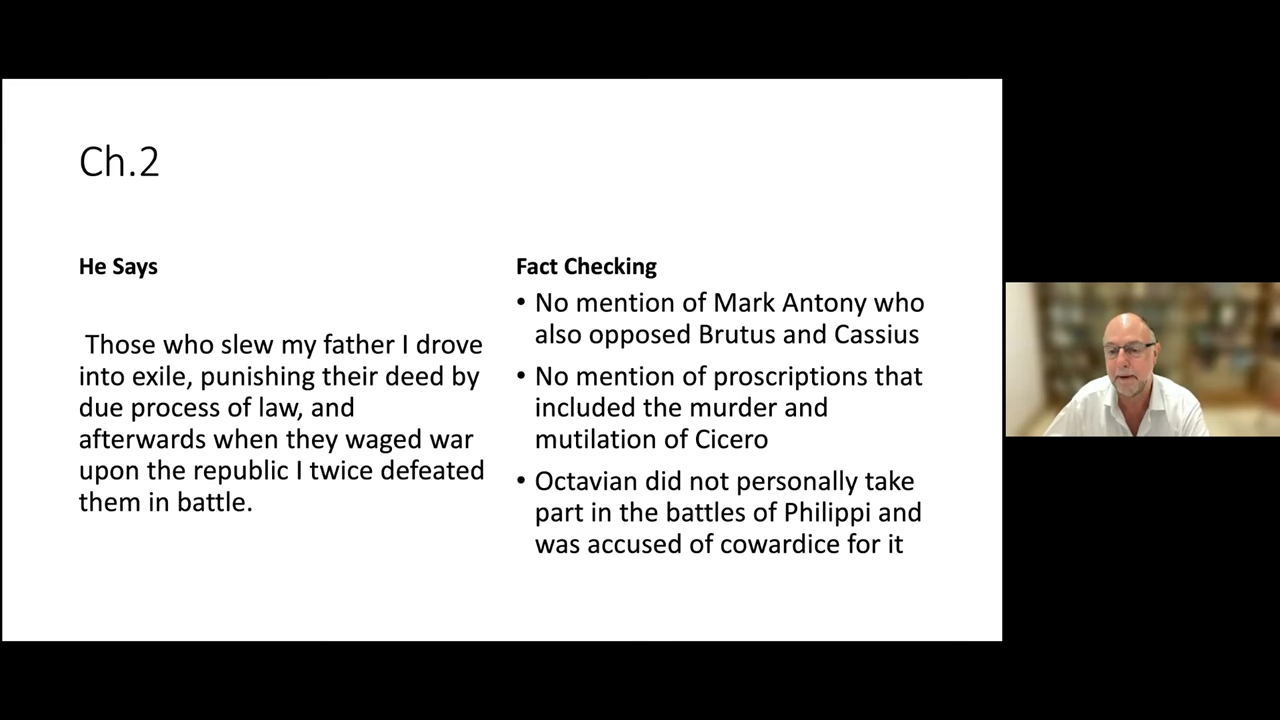 Ch.2
He Says
Those who slew my father I drove
into exile, punishing their deed by
due process of law, and
afterwards when they waged war
upon the republic I twice defeated
them in battle.
Fact Checking
• No mention of Mark Antony who
also opposed Brutus and Cassius
• No mention of proscriptions that
included the murder and
mutilation of Cicero
• Octavian did not personally take
part in the battles of Philippi and
was accused of cowardice for it